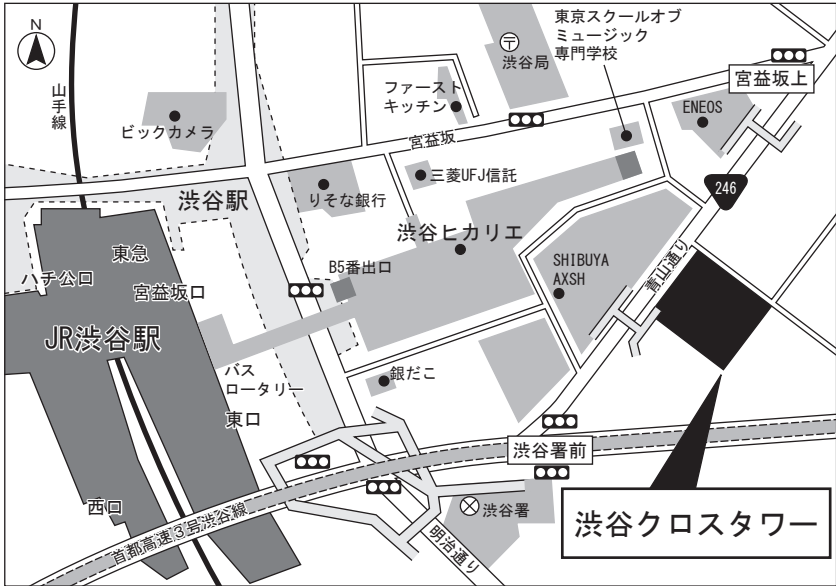 N
山手線
ビックカメラ
ファースト
キッチン
渋谷局
東京スクールオブ
ミュージック
専門学校
宮益坂上
ENEOS
宮益坂
三菱UFJ信託
りそな銀行
渋谷駅
246
渋谷ヒカリエ
B5番出口
SHIBUYA
AXSH
青山通り
東急
ハチ公口
宮益坂口
JR渋谷駅
バス
ロータリー
東口
銀だこ
渋谷署前
西口
首都高速3号渋谷線
渋谷署
明治通り
渋谷クロスタワー